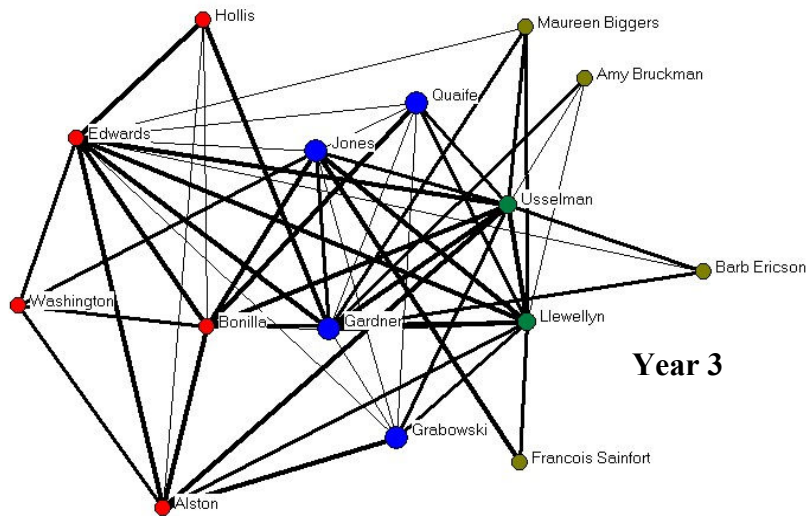 Hollis
Maureen Biggers
Amy Bruckman
Quaife
Edwards
Jones
Usselman
Barb Ericson
Washington
Bonilla
Gardner
Llewellyn
Year 3
Grabowski
Francois Sainfort
Alston